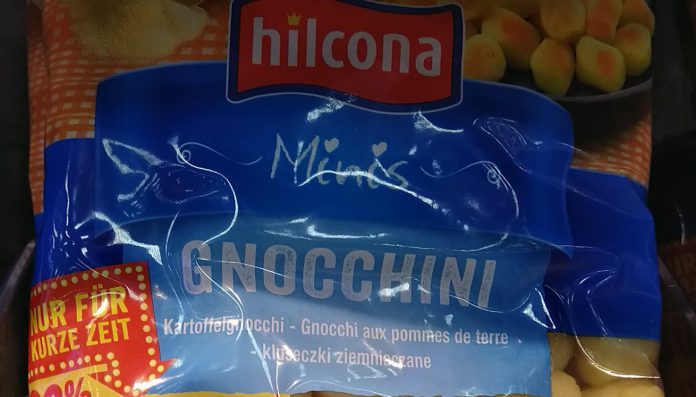 hilcona
Minis
GNOCCHINI
Kartoffelgnocchi - Gnocchi aux pommes de terre
- kluseczki ziemniaczane
NUR FÜR
KURZE ZEIT